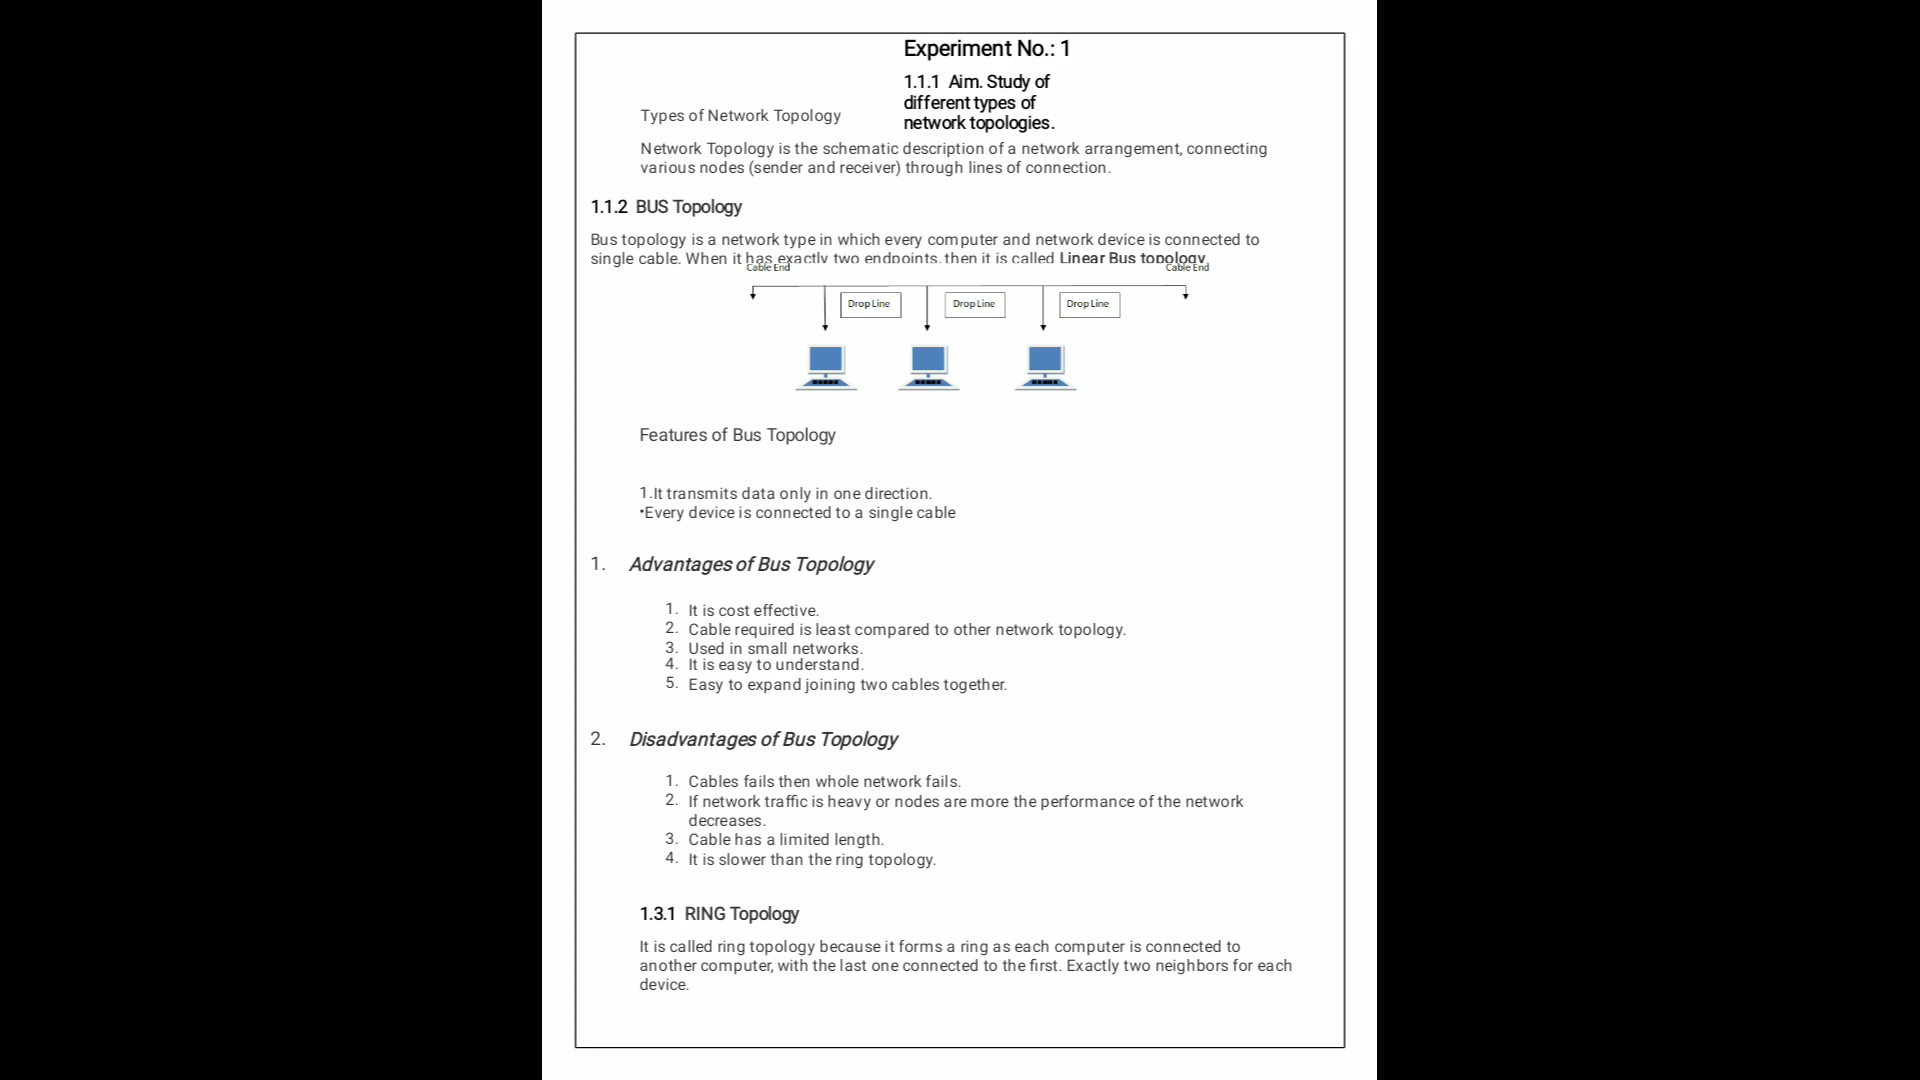 Experiment No.: 1
1.1.1 Aim. Study of
different types of
network topologies.
Types of Network Topology
Network Topology is the schematic description of a network arrangement, connecting
various nodes (sender and receiver) through lines of connection.
1.1.2 BUS Topology
Bus topology is a network type in which every computer and network device is connected to
single cable. When it has exactly two endpoints, then it is called Linear Bus topology
Cable End Cable End
Drop Line Drop Line Drop Line
Features of Bus Topology
1.It transmits data only in one direction.
•Every device is connected to a single cable
1. Advantages of Bus Topology
1. It is cost effective.
2. Cable required is least compared to other network topology.
3. Used in small networks.
4. It is easy to understand.
5. Easy to expand joining two cables together.
2. Disadvantages of Bus Topology
1. Cables fails then whole network fails.
2. If network traffic is heavy or nodes are more the performance of the network
decreases.
3. Cable has a limited length.
4. It is slower than the ring topology.
1.3.1 RING Topology
It is called ring topology because it forms a ring as each computer is connected to
another computer, with the last one connected to the first. Exactly two neighbors for each
device.